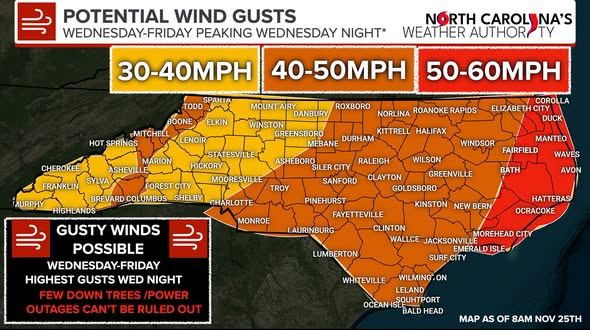 POTENTIAL WIND GUSTS
WEDNESDAY-FRIDAY PEAKING WEDNESDAY NIGHT*
NORTH CAROLINA'S
WEATHER AUTHORITY
30-40MPH
40-50MPH
50-60MPH
SPARTA
TODD
MOUNT AIRY
DANBURY
ROXBORO
NORLINA
ROANOKE RAPIDS
ELIZABETH CITY
COROLLA
DUCK
BOONE
ELKIN
WINSTON
GREENSBORO
MEBANE
DURHAM
KITTRELL
HALIFAX
WINDSOR
MANTEO
MITCHELL
HOT SPRINGS
LENOIR
STATESVILLE
FAIRFIELD
WAVES
MARION
HICKORY
ASHEBORO
SILER CITY
RALEIGH
WILSON
BATH
AVON
CHEROKEE
ASHEVILLE
MOORESVILLE
SANFORD
CLAYTON
GREENVILLE
SYLVA
FRANKLIN
FOREST CITY
TROY
GOLDSBORO
HATTERAS
MURPHY
HIGHLANDS
BREVARD
COLUMBUS
SHELBY
CHARLOTTE
PINEHURST
KINSTON
NEW BERN
OCRACOKE
MONROE
FAYETTEVILLE
LAURINBURG
CLINTON
WALLCE
JACKSONVILLE
MOREHEAD CITY
EMERALD ISLE
LUMBERTON
SURF CITY
WHITEVILLE
WILMINGTON
LELAND
SOUHTPORT
OCEAN ISLE
BALD HEAD
GUSTY WINDS
POSSIBLE
WEDNESDAY-FRIDAY
HIGHEST GUSTS WED NIGHT
FEW DOWN TREES /POWER
OUTAGES CAN'T BE RULED OUT
MAP AS OF 8AM NOV 25TH